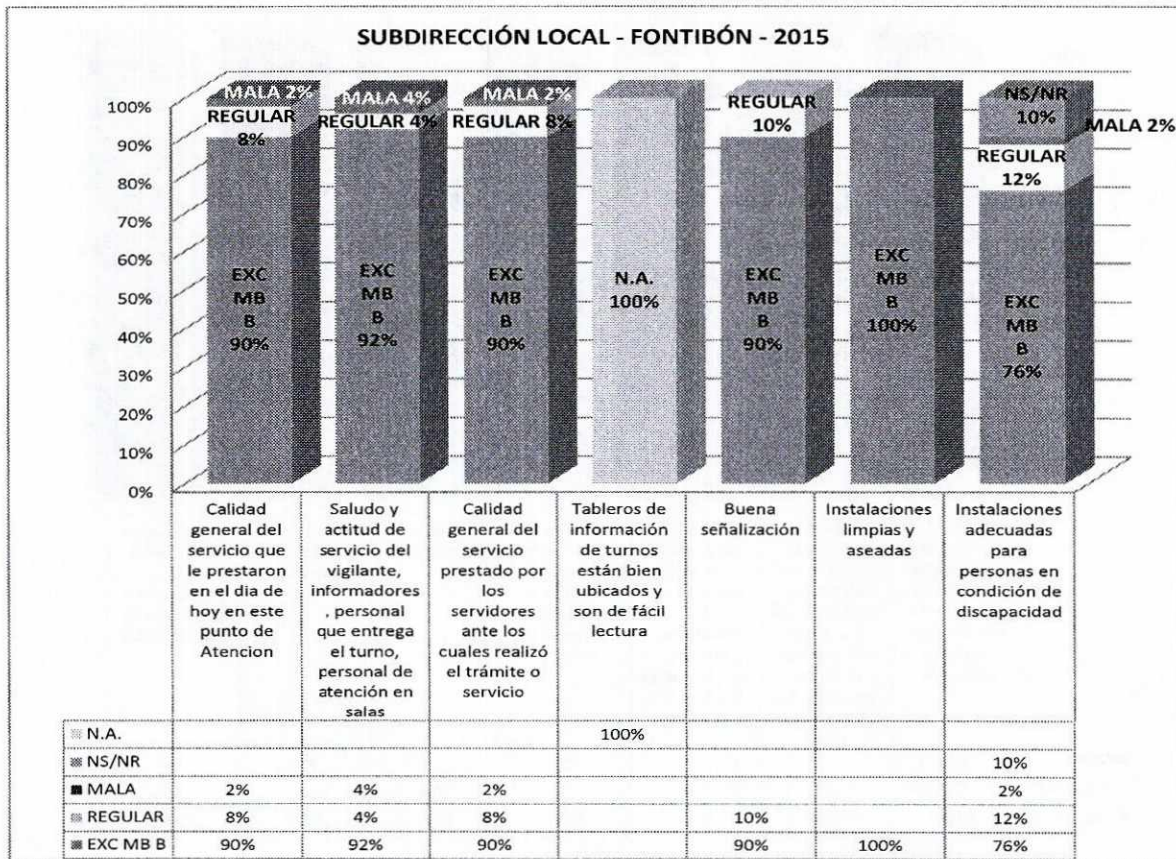 SUBDIRECCIÓN LOCAL - FONTIBÓN - 2015
MALA 2%
REGULAR
8%
MALA 4%
REGULAR 4%
MALA 2%
REGULAR 8%
REGULAR
10%
NS/NR
10%
MALA 2%
REGULAR
12%
100%
90%
80%
70%
60%
50%
40%
30%
20%
10%
0%
EXC
MB
B
90%
EXC
MB
B
92%
EXC
MB
B
90%
N.A.
100%
EXC
MB
B
90%
EXC
MB
B
100%
EXC
MB
B
76%
Calidad
general del
servicio que
le prestaron
en el dia de
hoy en este
punto de
Atencion
Saludo y
actitud de
servicio del
vigilante,
informadores
, personal
que entrega
el turno,
personal de
atención en
salas
Calidad
general del
servicio
prestado por
los
servidores
ante los
cuales realizó
el trámite o
servicio
Tableros de
información
de turnos
están bien
ubicados y
son de fácil
lectura
Buena
señalización
Instalaciones
limpias y
aseadas
Instalaciones
adecuadas
para
personas en
condición de
discapacidad
N.A. 100%
NS/NR 10%
MALA 2% 4% 2% 2%
REGULAR 8% 4% 8% 10% 12%
EXC MB B 90% 92% 90% 90% 100% 76%